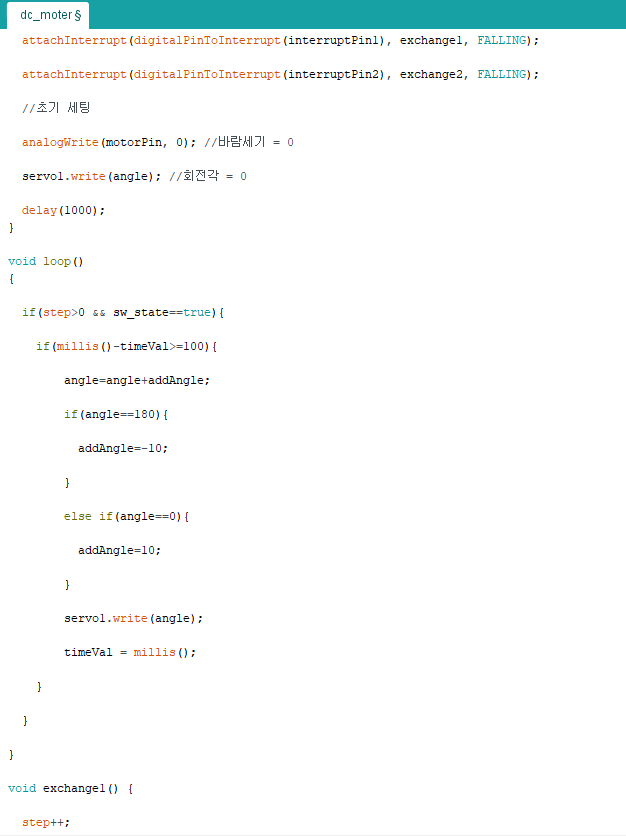 dc_moter §
attachInterrupt(digitalPinToInterrupt(interruptPin1), exchange1, FALLING);
attachInterrupt(digitalPinToInterrupt(interruptPin2), exchange2, FALLING);
//초기 세팅
analogWrite(motorPin, 0); //바람세기 = 0
servo1.write(angle); //회전각 = 0
delay(1000);
}
void loop()
{
if(step>0 && sw_state==true){
if(millis()-timeVal>=100){
angle=angle+addAngle;
if(angle==180){
addAngle=-10;
}
else if(angle==0){
addAngle=10;
}
servo1.write(angle);
timeVal = millis();
}
}
}
void exchange1() {
step++;